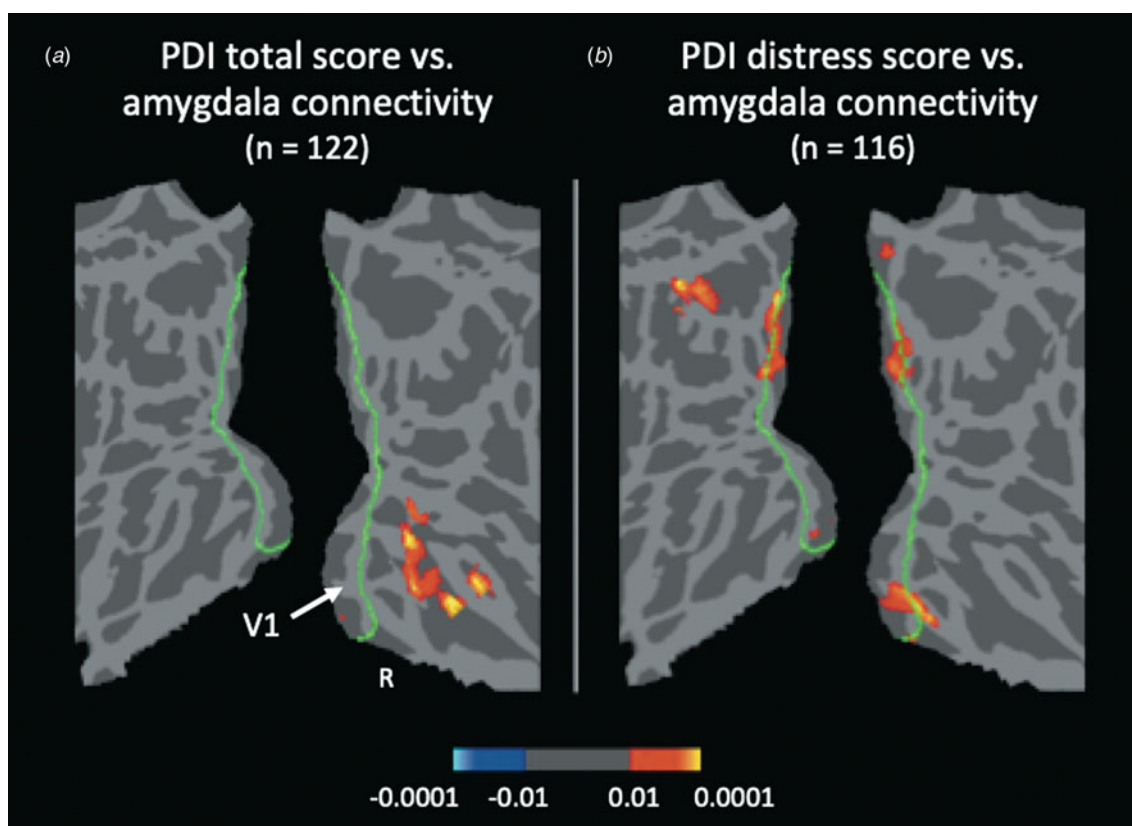 (a)
PDI total score vs.
amygdala connectivity
(n = 122)
(b)
PDI distress score vs.
amygdala connectivity
(n = 116)
V1
R
-0.0001 -0.01 0.01 0.0001